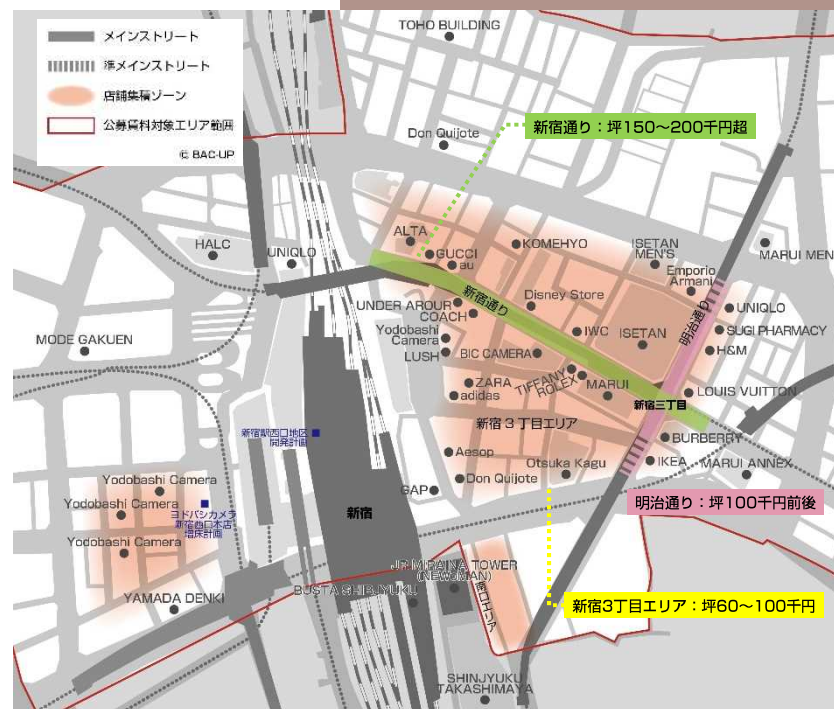 TOHO BUILDING
メインストリート
準メインストリート
店舗集積ゾーン
公募賃料対象エリア範囲
© BAC-UP
新宿通り：坪150～200千円超
Don Quijote
ALTA
GUCCI
au
KOMEHYO
ISETAN
MEN'S
MARUI MEN
HALC
UNIQLO
Emporio
Armani
Disney Store
新宿通り
明治通り
UNDER AROUR
COACH
UNIQLO
IWC
ISETAN
SUGI PHARMACY
Yodobashi
Camera
MODE GAKUEN
LUSH
BIC CAMERA
H&M
TIFFANY
ROLEX
ZARA
MARUI
adidas
LOUIS VUITTON
新宿三丁目
新宿３丁目エリア
新宿駅西口地区
開発計画
BURBERRY
Aesop
Otsuka Kagu
IKEA
MARUI ANNEX
Yodobashi Camera
Don Quijote
GAP
Yodobashi Camera
明治通り：坪100千円前後
ヨドバシカメラ
新宿西口本店
増床計画
新宿
Yodobashi Camera
JR MIRAINA TOWER
(NEWOMAN)
BUSTA SHINJYUKU
YAMADA DENKI
新宿3丁目エリア：坪60～100千円
SHINJYUKU
TAKASHIMAYA